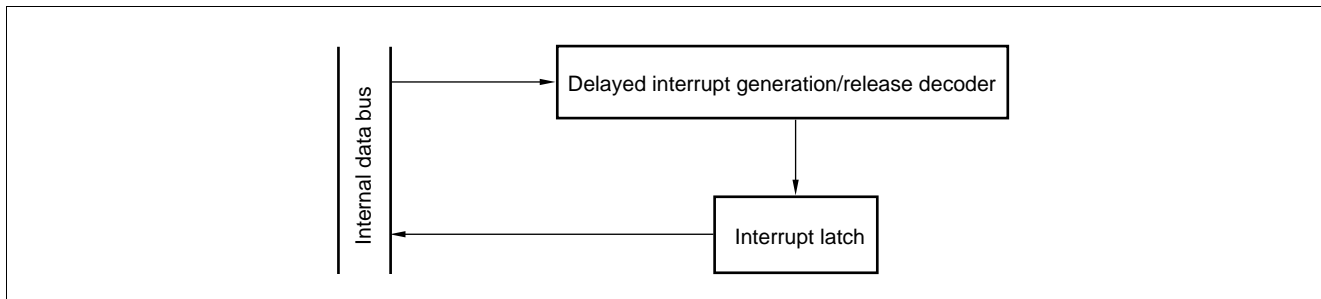 Internal data bus
Delayed interrupt generation/release decoder
Interrupt latch